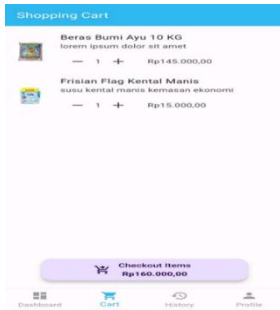 Shopping Cart
Beras Bumi Ayu 10 KG
lorem ipsum dolor sit amet
— 1 + Rp145.000,00
Frisian Flag Kental Manis
susu kental manis kemasan ekonomi
— 1 + Rp15.000,00
Checkout Items
Rp160.000,00
Dashboard
Cart
History
Profile